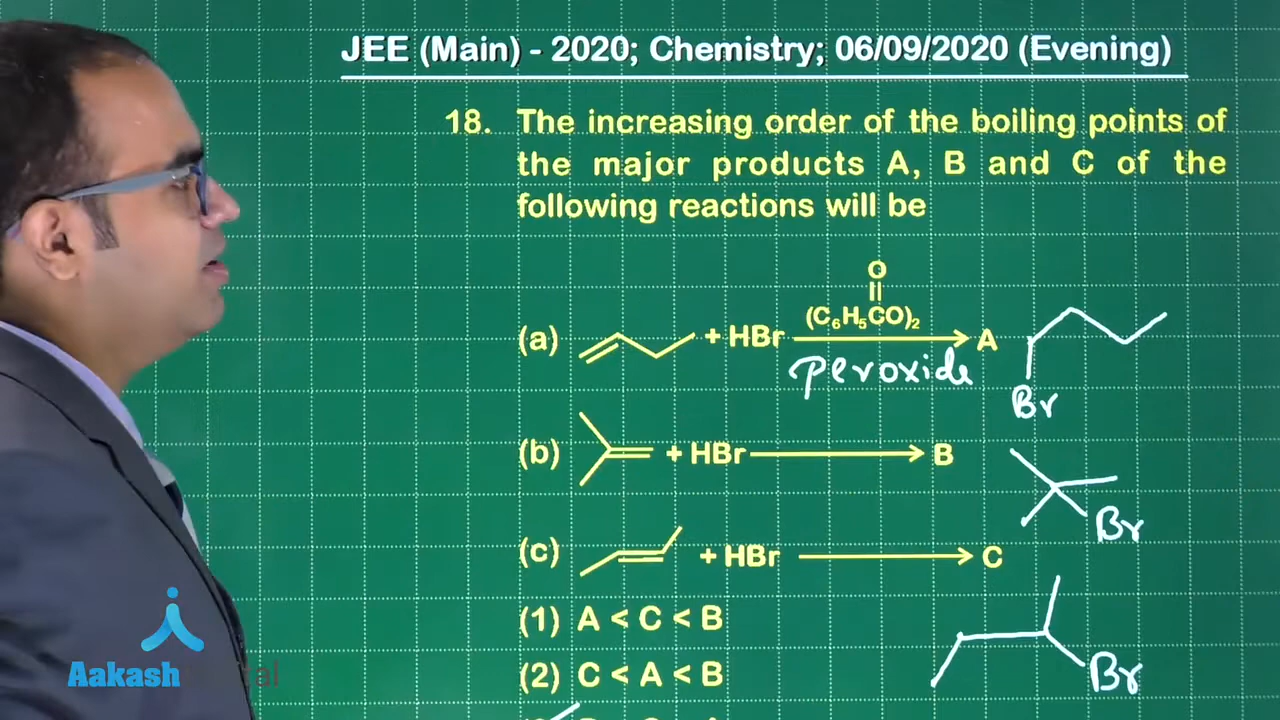 JEE (Main) - 2020; Chemistry; 06/09/2020 (Evening)
18. The increasing order of the boiling points of
the major products A, B and C of the
following reactions will be
O
(C₆H₅CO)₂
(a) + HBr A
peroxide
Br
(b) + HBr B
Br
(c) + HBr C
(1) A < C < B
(2) C < A < B
Br
Aakash